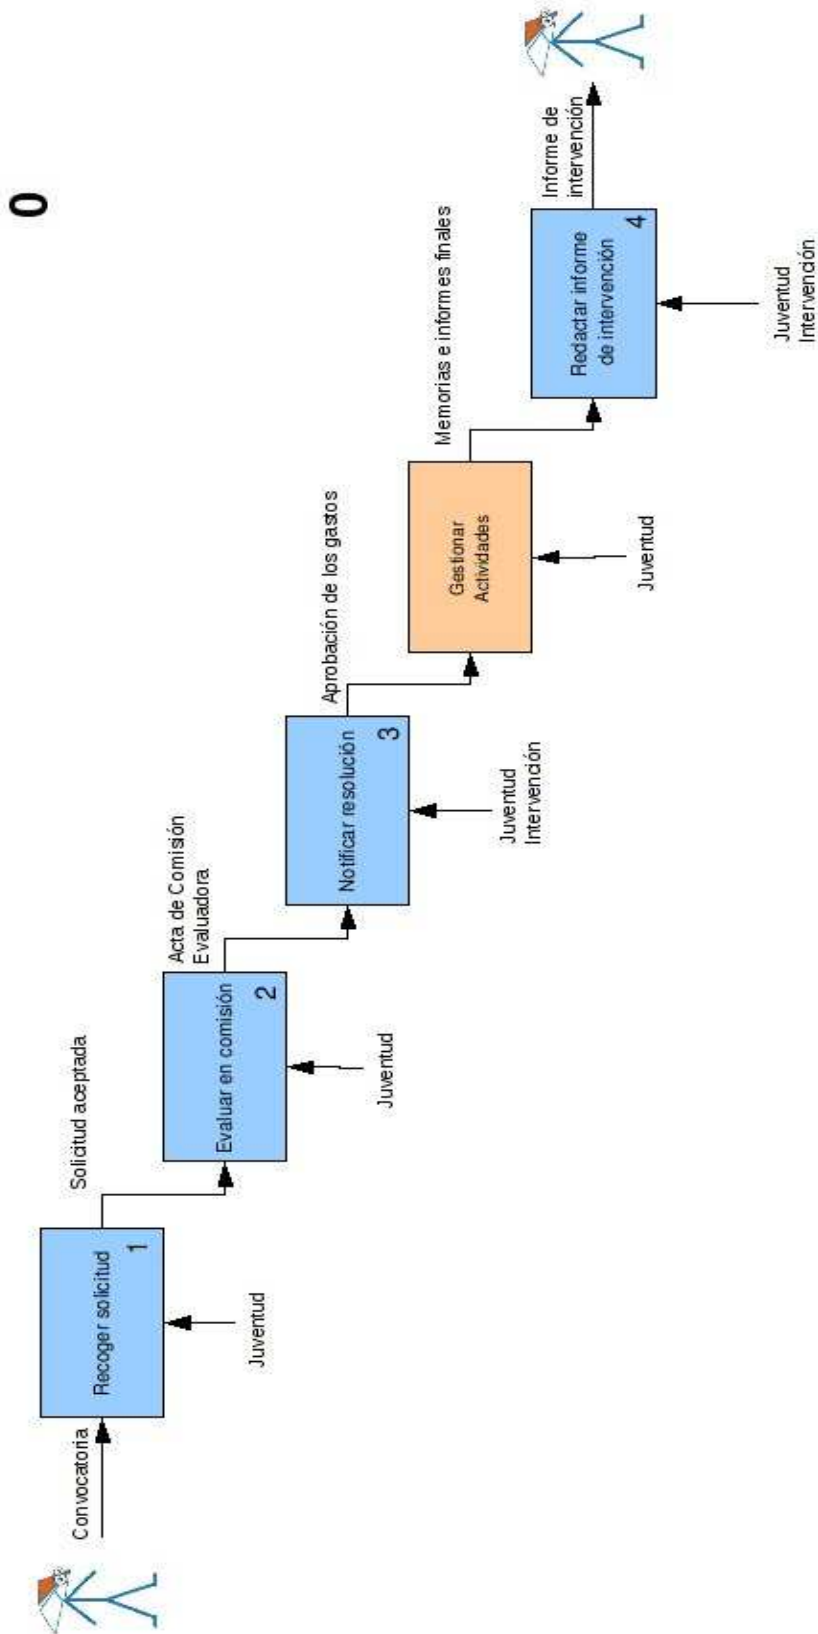 0
Convocatoria
Recoger solicitud
1
Juventud
Solicitud aceptada
Evaluar en comisión
2
Juventud
Acta de Comisión
Evaluadora
Notificar resolución
3
Juventud
Intervención
Aprobación de los gastos
Gestionar
Actividades
Juventud
Memorias e informes finales
Redactar informe
de intervención
4
Juventud
Intervención
Informe de
intervención